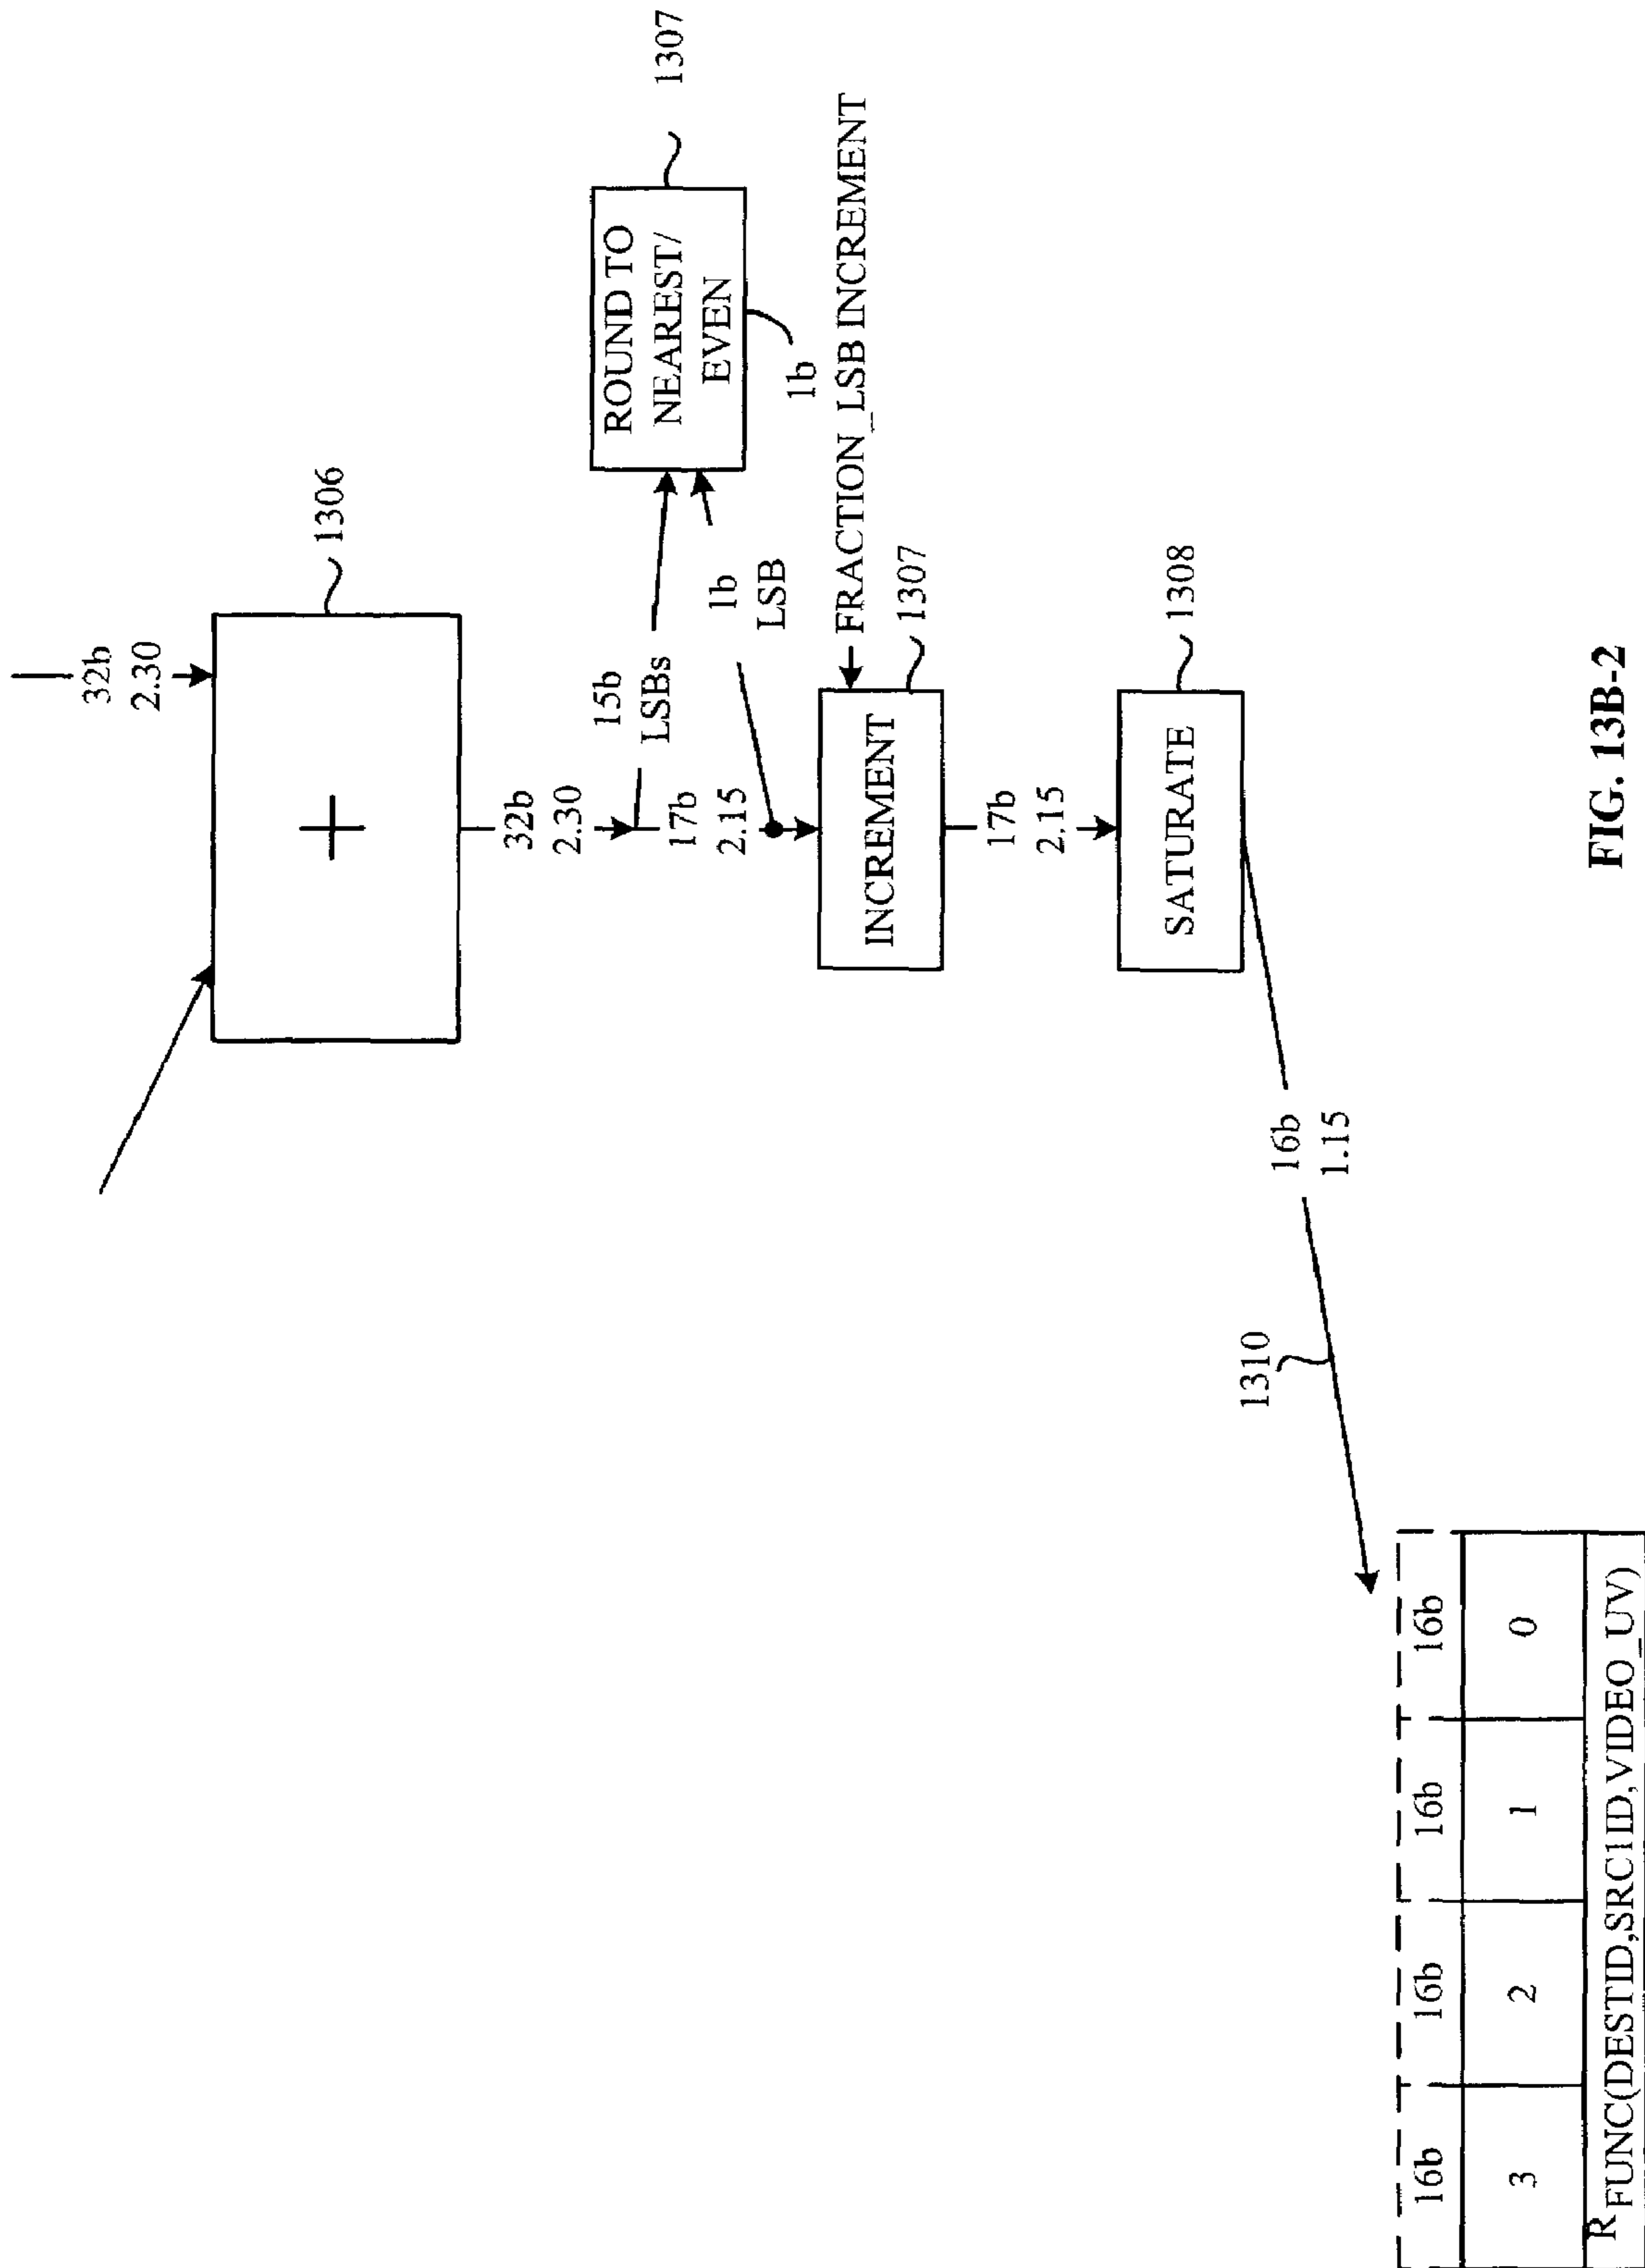 32b
2.30
+
1306
32b
2.30
15b
LSBs
17b
2.15
1b
LSB
ROUND TO
NEAREST/
EVEN
1307
1b
FRACTION_LSB INCREMENT
INCREMENT
1307
17b
2.15
SATURATE
1308
16b
1.15
1310
16b 16b 16b 16b
3 2 1 0
RFUNC(DESTID,SRC1ID,VIDEO_UV)
FIG. 13B-2